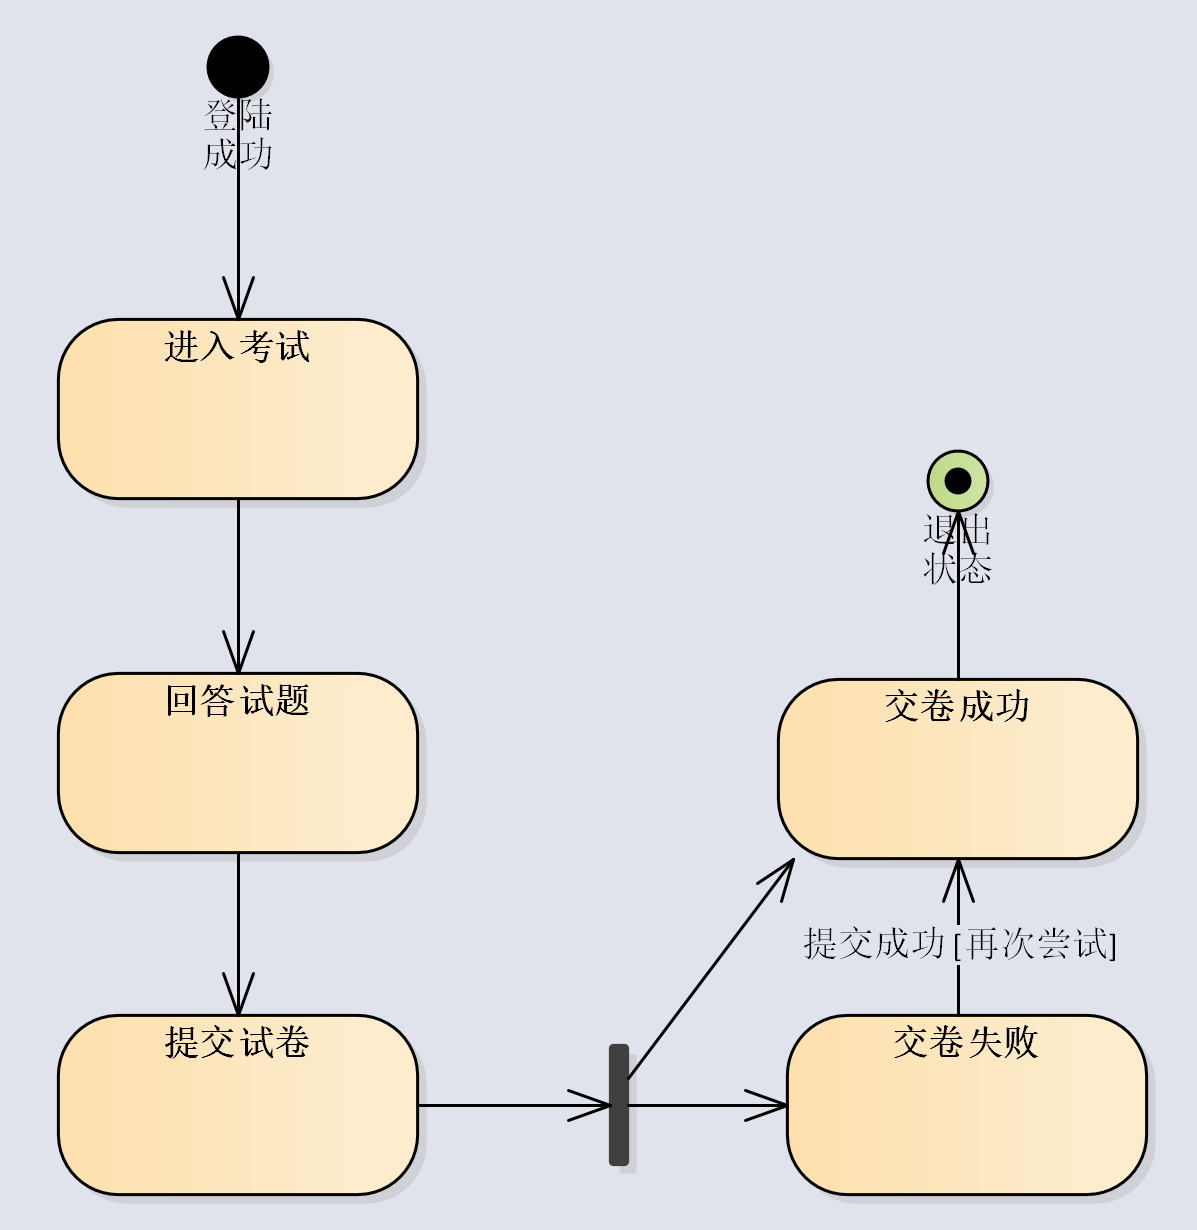 登陆
成功
进入考试
回答试题
提交试卷
退出
状态
交卷成功
提交成功[再次尝试]
交卷失败